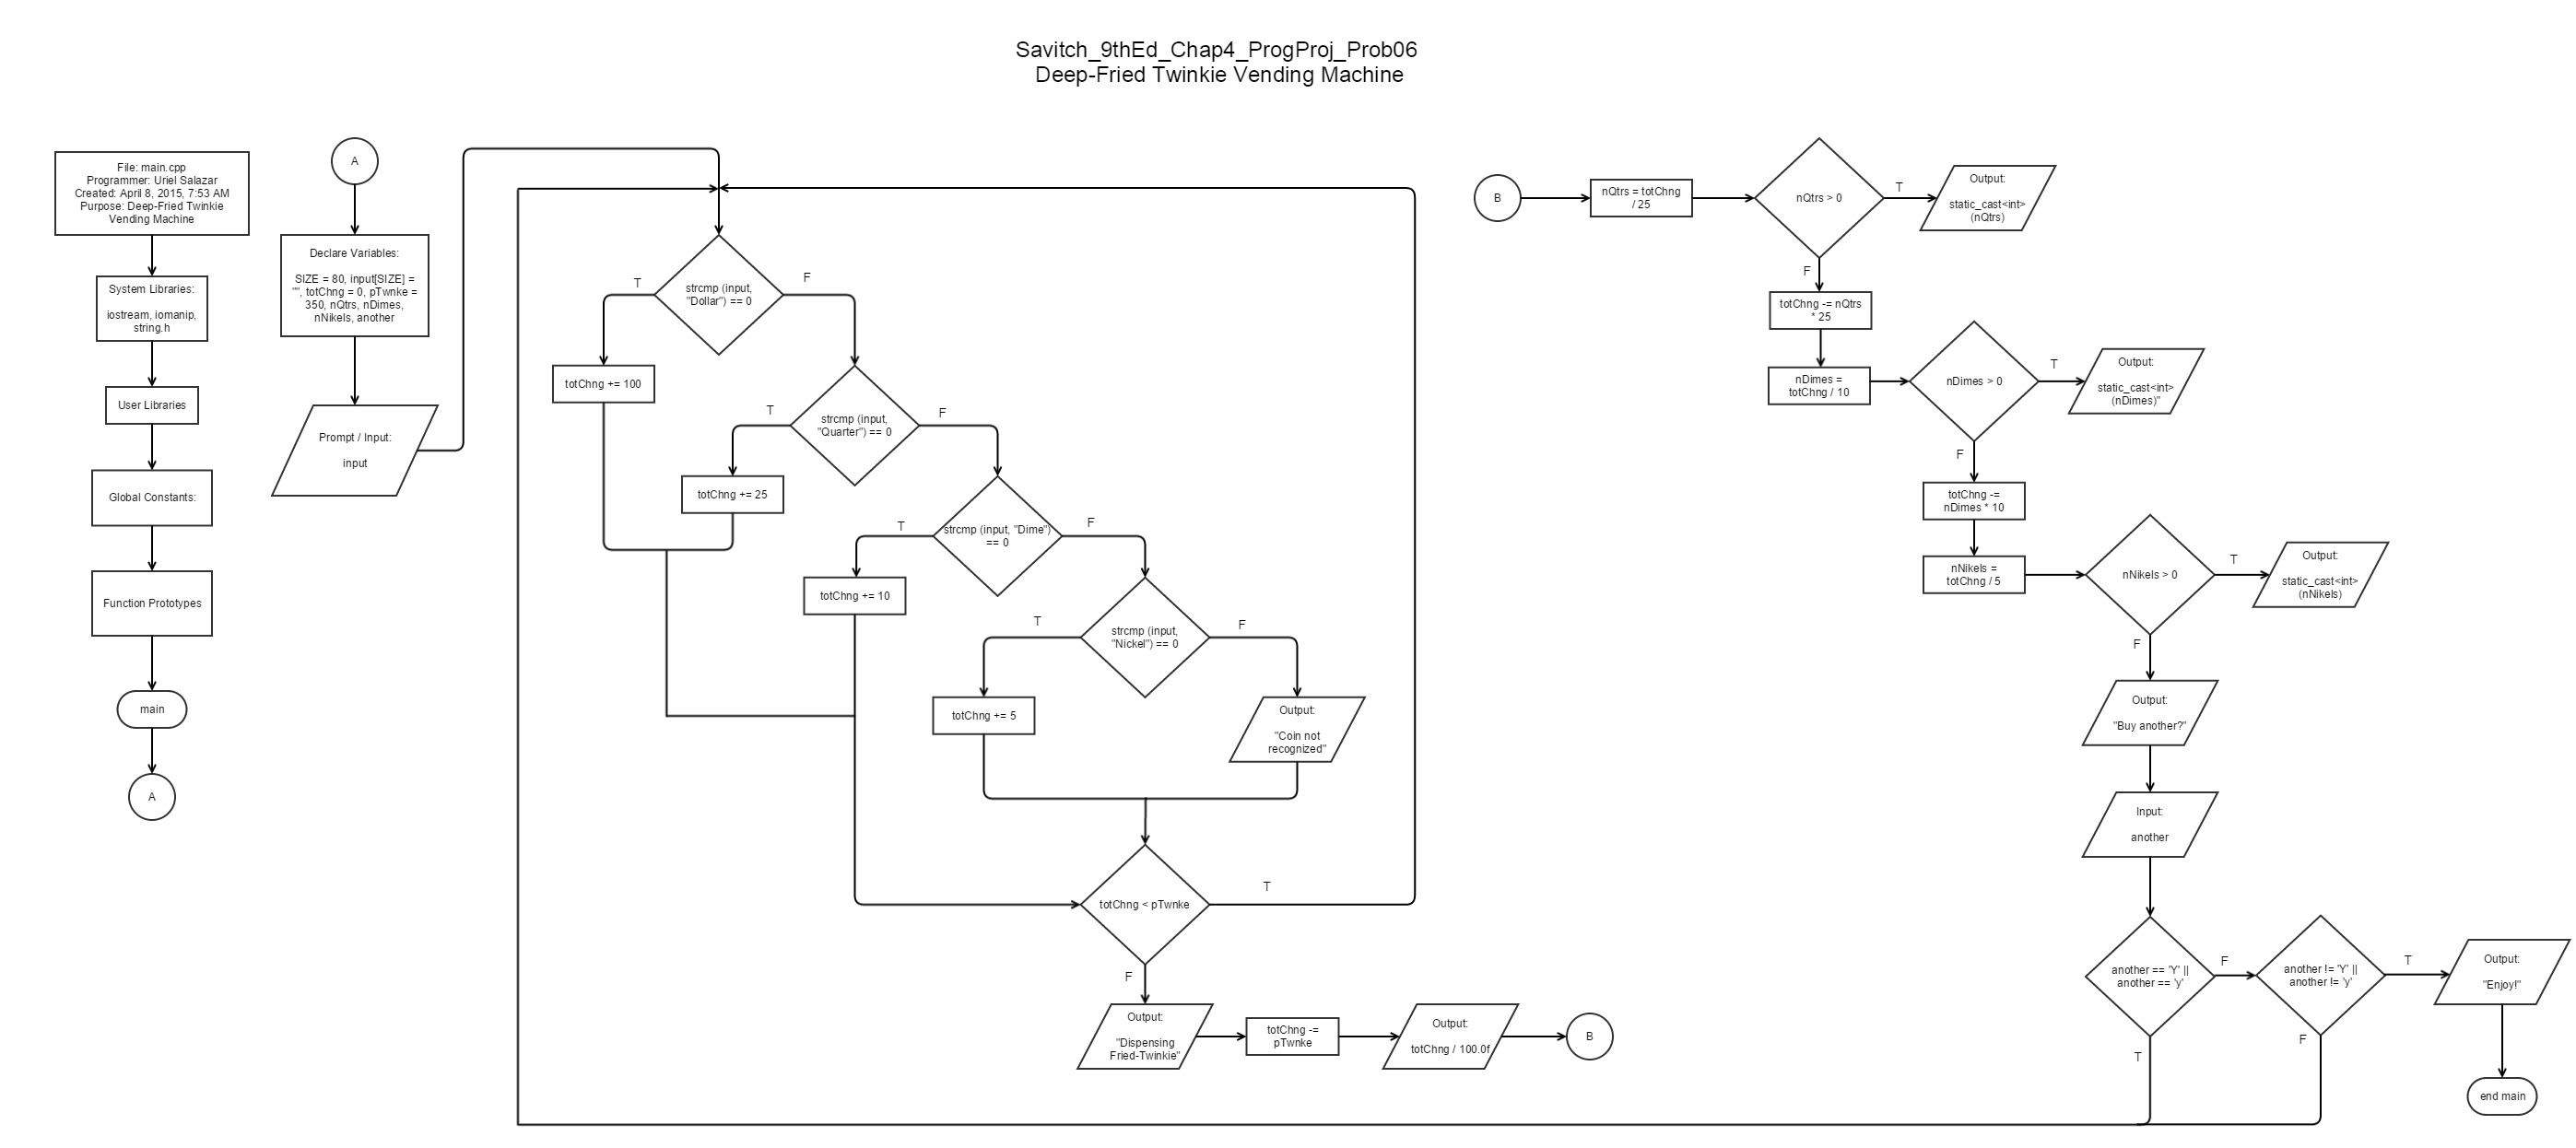 Savitch_9thEd_Chap4_ProgProj_Prob06
Deep-Fried Twinkie Vending Machine
File: main.cpp
Programmer: Uriel Salazar
Created: April 8, 2015, 7:53 AM
Purpose: Deep-Fried Twinkie
Vending Machine
System Libraries:
iostream, iomanip,
string.h
User Libraries
Global Constants:
Function Prototypes
main
A
A
Declare Variables:
SIZE = 80, input[SIZE] =
"", totChng = 0, pTwnke =
350, nQtrs, nDimes,
nNikels, another
Prompt / Input:
input
strcmp (input,
"Dollar") == 0
T
F
totChng += 100
strcmp (input,
"Quarter") == 0
T
F
totChng += 25
strcmp (input, "Dime")
== 0
T
F
totChng += 10
strcmp (input,
"Nickel") == 0
T
F
totChng += 5
Output:
"Coin not
recognized"
totChng < pTwnke
T
F
Output:
"Dispensing
Fried-Twinkie"
totChng -=
pTwnke
Output:
totChng / 100.0f
B
B
nQtrs = totChng
/ 25
nQtrs > 0
T
Output:
static_cast<int>
(nQtrs)
F
totChng -= nQtrs
* 25
nDimes =
totChng / 10
nDimes > 0
T
Output:
static_cast<int>
(nDimes)"
F
totChng -=
nDimes * 10
nNikels =
totChng / 5
nNikels > 0
T
Output:
static_cast<int>
(nNikels)
F
Output:
"Buy another?"
Input:
another
another == 'Y' ||
another == 'y'
F
T
another != 'Y' ||
another != 'y'
T
F
Output:
"Enjoy!"
end main